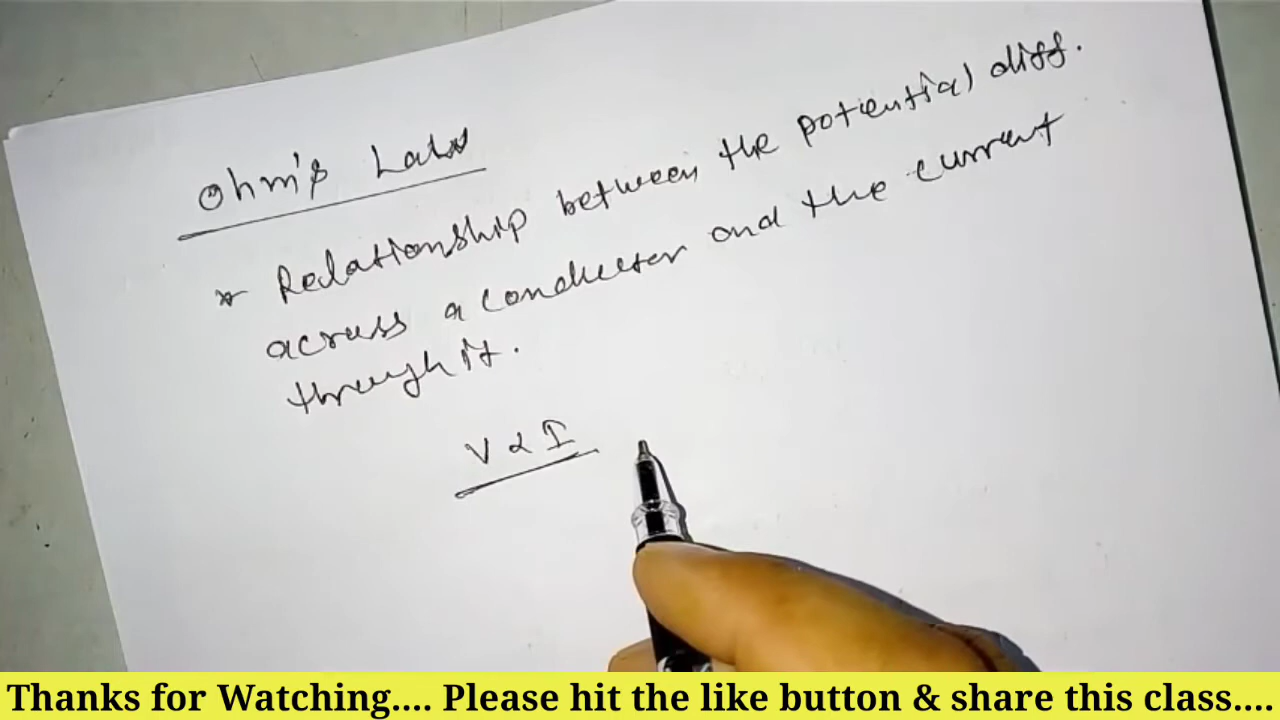 Ohm's Law
* Relationship between the potential diff.
across a conductor and the current
through it.
V ∝ I
Thanks for Watching.... Please hit the like button & share this class....